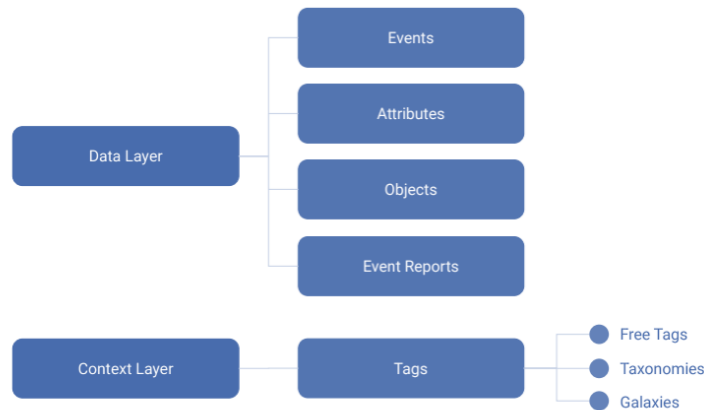 Events
Attributes
Data Layer
Objects
Event Reports
Free Tags
Context Layer
Tags
Taxonomies
Galaxies